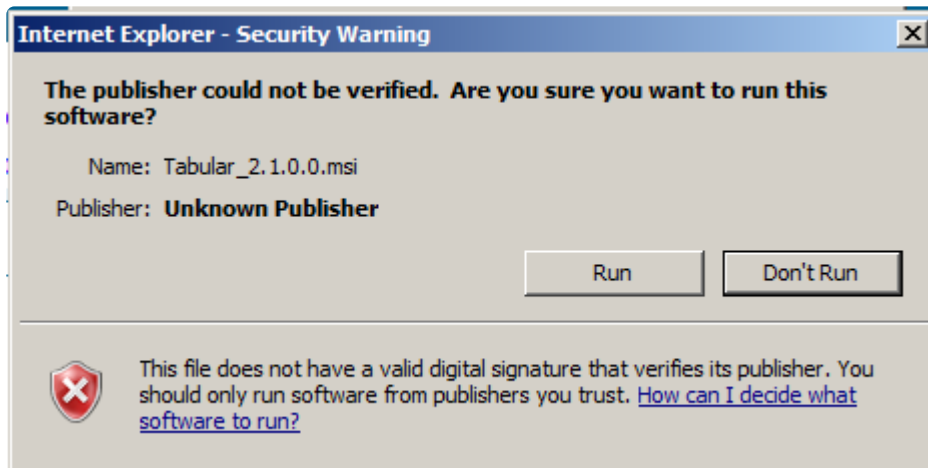 Internet Explorer - Security Warning
The publisher could not be verified. Are you sure you want to run this
software?
Name: Tabular_2.1.0.0.msi
Publisher: Unknown Publisher
Run Don't Run
This file does not have a valid digital signature that verifies its publisher. You
should only run software from publishers you trust. How can I decide what
software to run?